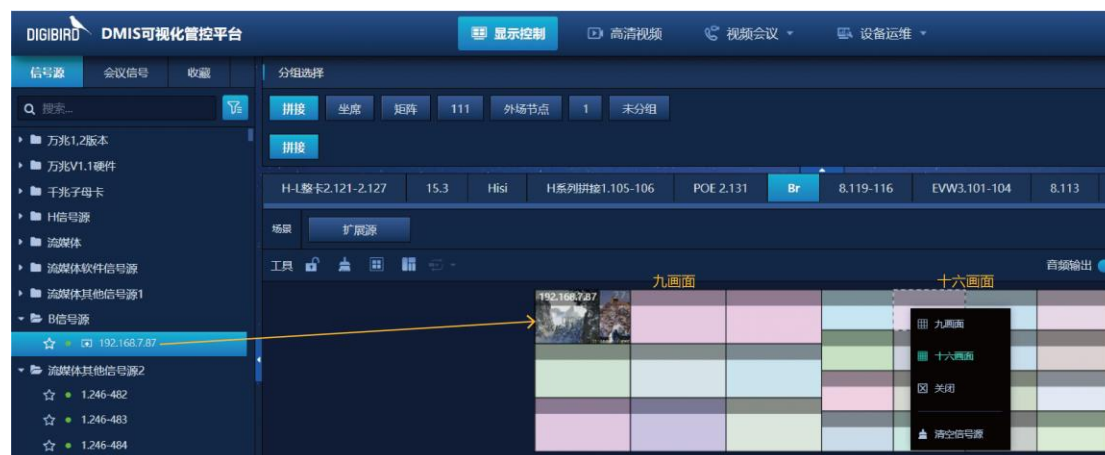 DIGIBIRD DMIS可视化管控平台 显示控制 高清视频 视频会议 设备运维
信号源 会议信号 收藏 分组选择
搜索...
拼接 坐席 矩阵 111 外场节点 1 未分组
万兆1,2版本
拼接
万兆V1.1硬件
千兆子母卡
H-L整卡2.121-2.127 15.3 Hisi H系列拼接1.105-106 POE 2.131 Br 8.119-116 EVW3.101-104 8.113
H信号源
流媒体
场景 扩展源
流媒体软件信号源
工具 音频输出
九画面 十六画面
流媒体其他信号源1
192.168.7.87
B信号源
九画面
192.168.7.87
十六画面
流媒体其他信号源2
关闭
1.246-482
1.246-483
清空信号源
1.246-484